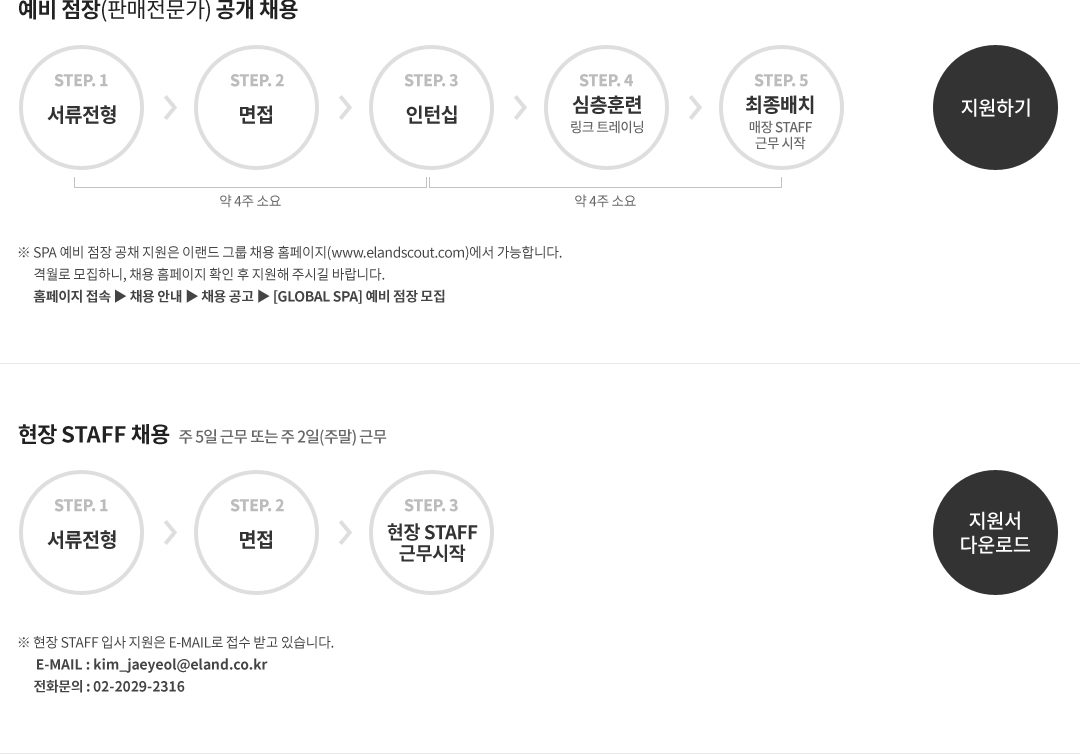 예비 점장(판매전문가) 공개 채용
STEP. 1
서류전형
STEP. 2
면접
STEP. 3
인턴십
STEP. 4
심층훈련
링크 트레이닝
STEP. 5
최종배치
매장 STAFF
근무 시작
지원하기
약 4주 소요
약 4주 소요
※ SPA 예비 점장 공채 지원은 이랜드 그룹 채용 홈페이지(www.elandscout.com)에서 가능합니다.
격월로 모집하니, 채용 홈페이지 확인 후 지원해 주시길 바랍니다.
홈페이지 접속 ▶ 채용 안내 ▶ 채용 공고 ▶ [GLOBAL SPA] 예비 점장 모집
현장 STAFF 채용 주 5일 근무 또는 주 2일(주말) 근무
STEP. 1
서류전형
STEP. 2
면접
STEP. 3
현장 STAFF
근무시작
지원서
다운로드
※ 현장 STAFF 입사 지원은 E-MAIL로 접수 받고 있습니다.
E-MAIL : kim_jaeyeol@eland.co.kr
전화문의 : 02-2029-2316